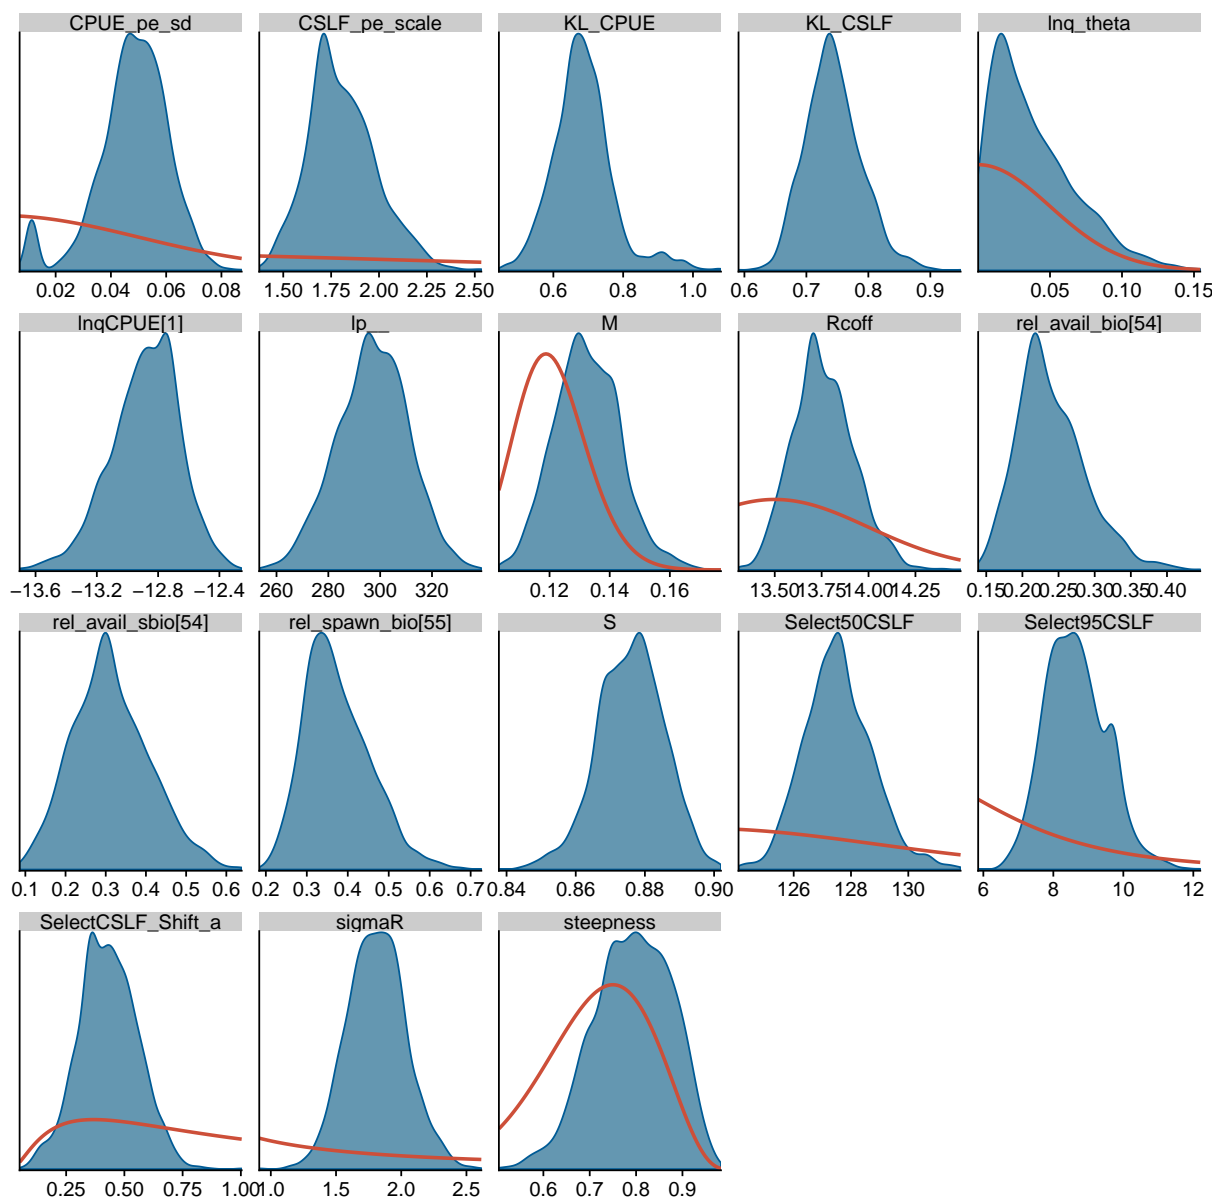 CPUE_pe_sd CSLF_pe_scale KL_CPUE KL_CSLF lnq_theta
0.02 0.04 0.06 0.08 1.50 1.75 2.00 2.25 2.50 0.6 0.8 1.0 0.6 0.7 0.8 0.9 0.05 0.10 0.15
lnqCPUE[1] lp__ M Rcoff rel_avail_bio[54]
−13.6 −13.2 −12.8 −12.4 260 280 300 320 0.12 0.14 0.16 13.50 13.75 14.00 14.25 0.15 0.20 0.25 0.30 0.35 0.40
rel_avail_sbio[54] rel_spawn_bio[55] S Select50CSLF Select95CSLF
0.1 0.2 0.3 0.4 0.5 0.6 0.2 0.3 0.4 0.5 0.6 0.7 0.84 0.86 0.88 0.90 126 128 130 6 8 10 12
SelectCSLF_Shift_a sigmaR steepness
0.25 0.50 0.75 1.00 1.0 1.5 2.0 2.5 0.6 0.7 0.8 0.9